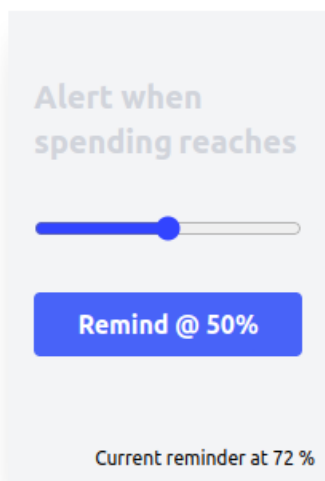 Alert when
spending reaches
Remind @ 50%
Current reminder at 72 %